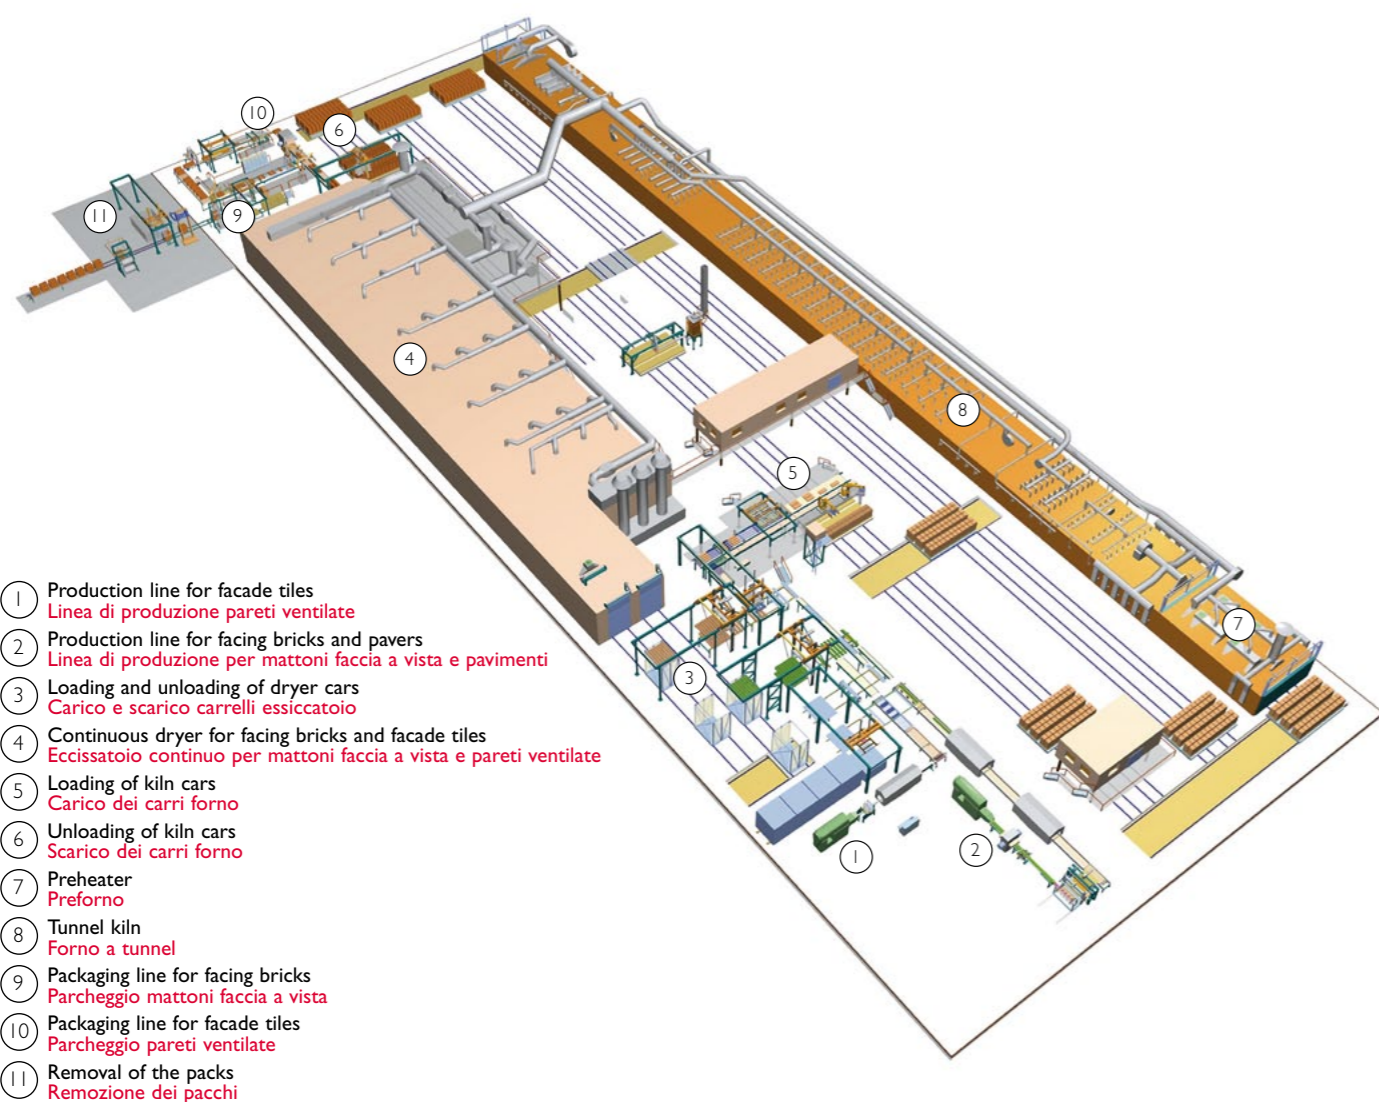 10
6
11
9
4
8
5
7
3
1
2
1 Production line for facade tiles
Linea di produzione pareti ventilate
2 Production line for facing bricks and pavers
Linea di produzione per mattoni faccia a vista e pavimenti
3 Loading and unloading of dryer cars
Carico e scarico carrelli essiccatoio
4 Continuous dryer for facing bricks and facade tiles
Eccissatoio continuo per mattoni faccia a vista e pareti ventilate
5 Loading of kiln cars
Carico dei carri forno
6 Unloading of kiln cars
Scarico dei carri forno
7 Preheater
Preforno
8 Tunnel kiln
Forno a tunnel
9 Packaging line for facing bricks
Parcheggio mattoni faccia a vista
10 Packaging line for facade tiles
Parcheggio pareti ventilate
11 Removal of the packs
Remozione dei pacchi